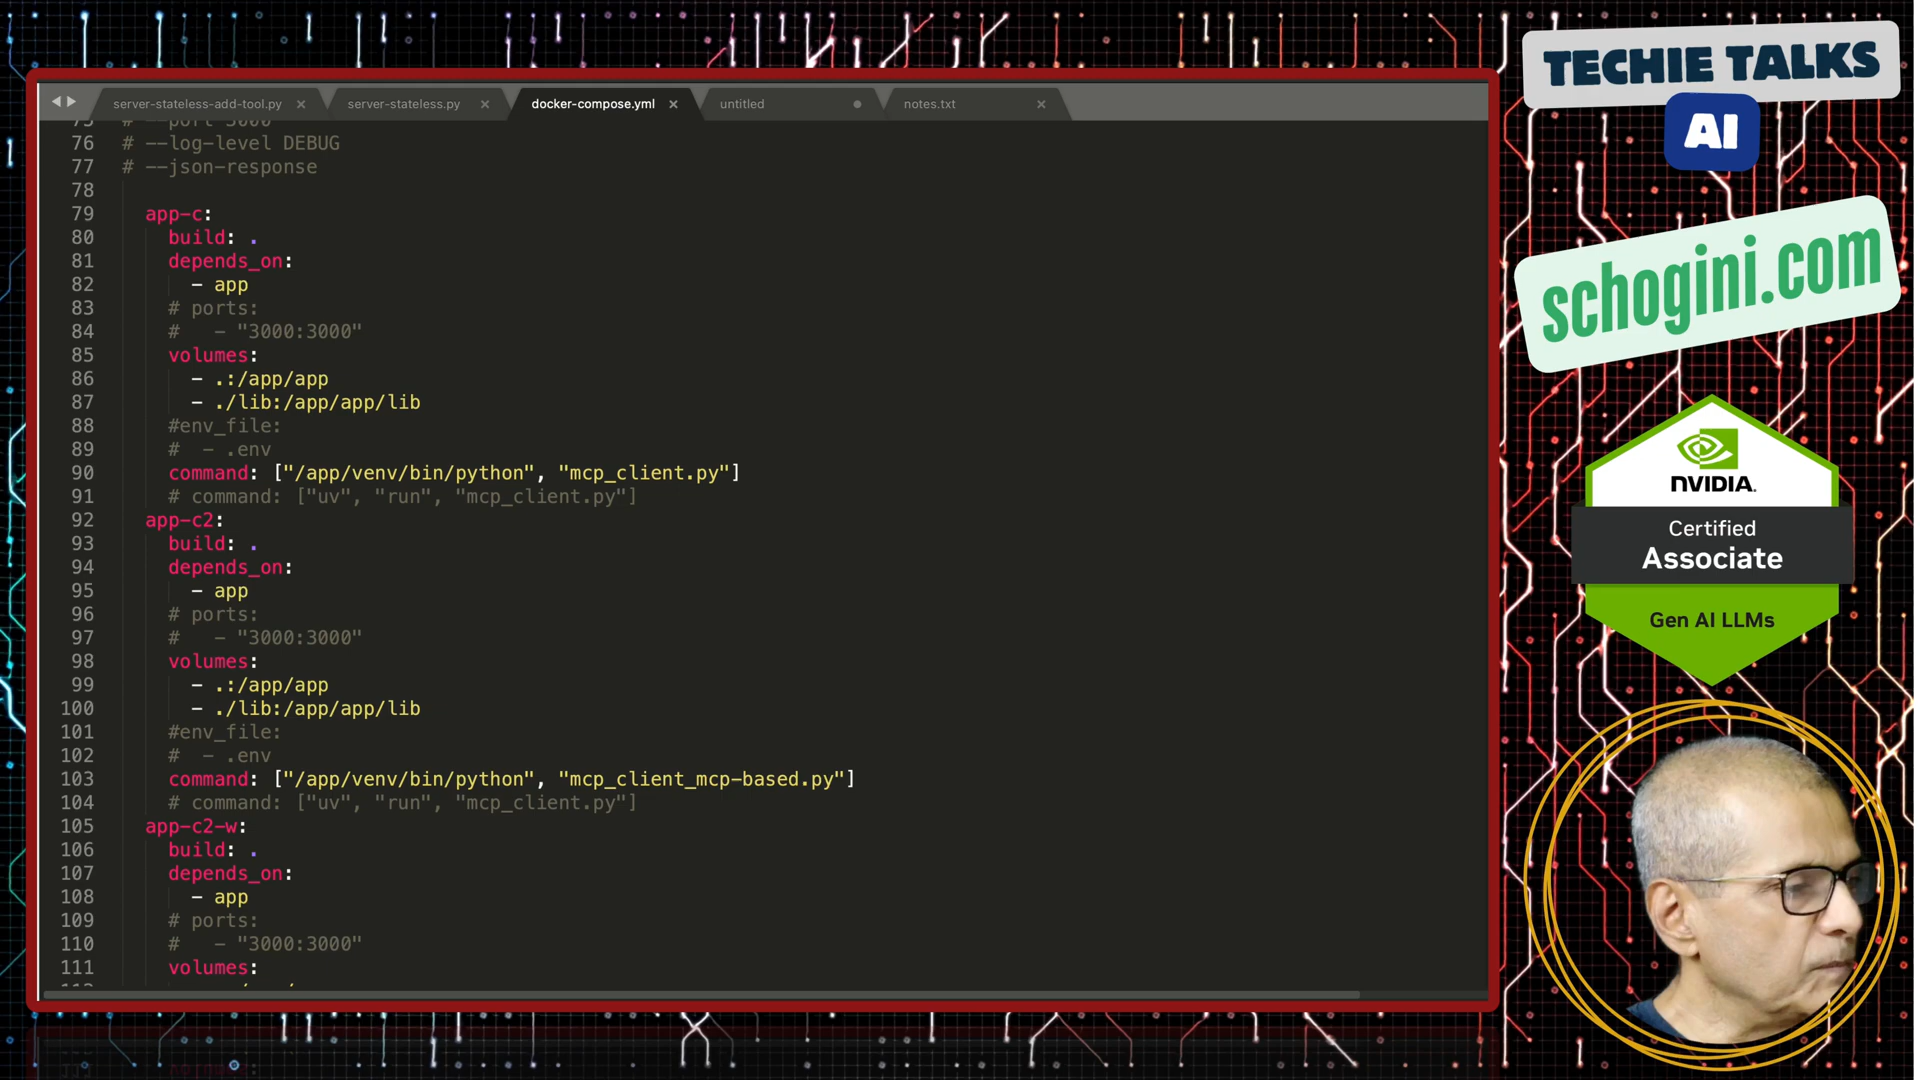 server-stateless-add-tool.py
server-stateless.py
docker-compose.yml
untitled
notes.txt
75 # --port 3000
76 # --log-level DEBUG
77 # --json-response
78
79 app-c:
80 build: .
81 depends_on:
82 - app
83 # ports:
84 # - "3000:3000"
85 volumes:
86 - .:/app/app
87 - ./lib:/app/app/lib
88 #env_file:
89 # - .env
90 command: ["/app/venv/bin/python", "mcp_client.py"]
91 # command: ["uv", "run", "mcp_client.py"]
92 app-c2:
93 build: .
94 depends_on:
95 - app
96 # ports:
97 # - "3000:3000"
98 volumes:
99 - .:/app/app
100 - ./lib:/app/app/lib
101 #env_file:
102 # - .env
103 command: ["/app/venv/bin/python", "mcp_client_mcp-based.py"]
104 # command: ["uv", "run", "mcp_client.py"]
105 app-c2-w:
106 build: .
107 depends_on:
108 - app
109 # ports:
110 # - "3000:3000"
111 volumes:
TECHIE TALKS
AI
schogini.com
NVIDIA.
Certified
Associate
Gen AI LLMs